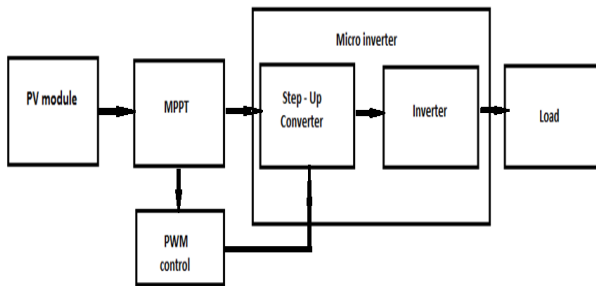 Micro inverter
PV module
MPPT
Step - Up
Converter
Inverter
Load
PWM
control